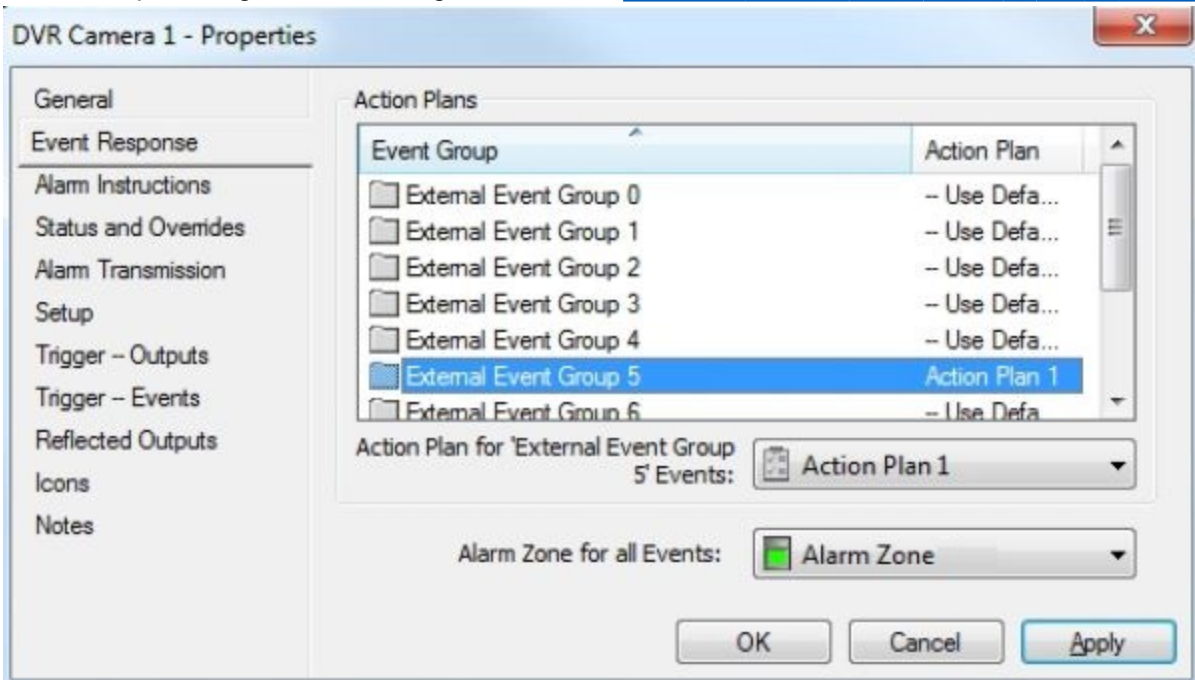 DVR Camera 1 - Properties
General
Event Response
Alarm Instructions
Status and Overrides
Alarm Transmission
Setup
Trigger -- Outputs
Trigger -- Events
Reflected Outputs
Icons
Notes
Action Plans
Event Group Action Plan
External Event Group 0 -- Use Defa...
External Event Group 1 -- Use Defa...
External Event Group 2 -- Use Defa...
External Event Group 3 -- Use Defa...
External Event Group 4 -- Use Defa...
External Event Group 5 Action Plan 1
External Event Group 6 -- Use Defa
Action Plan for 'External Event Group
5' Events: Action Plan 1
Alarm Zone for all Events: Alarm Zone
OK Cancel Apply